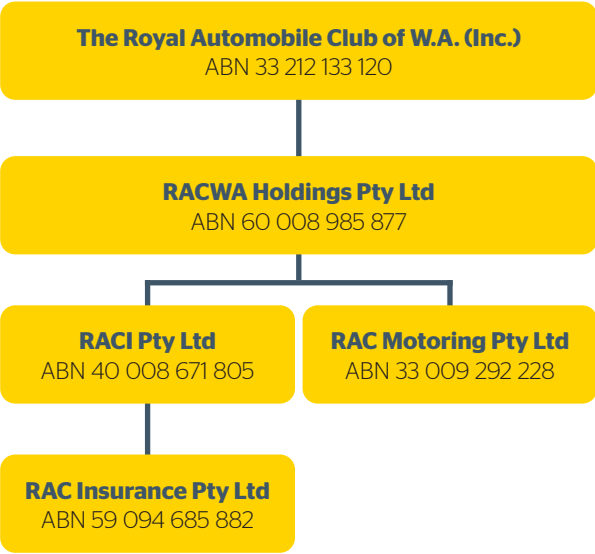 The Royal Automobile Club of W.A. (Inc.)
ABN 33 212 133 120
RACWA Holdings Pty Ltd
ABN 60 008 985 877
RACI Pty Ltd
ABN 40 008 671 805
RAC Motoring Pty Ltd
ABN 33 009 292 228
RAC Insurance Pty Ltd
ABN 59 094 685 882